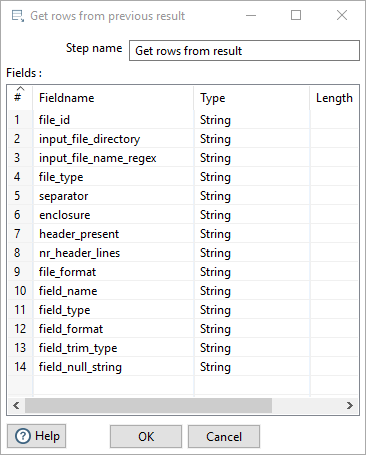 Get rows from previous result
Step name Get rows from result
Fields :
# Fieldname Type Length
1 file_id String
2 input_file_directory String
3 input_file_name_regex String
4 file_type String
5 separator String
6 enclosure String
7 header_present String
8 nr_header_lines String
9 file_format String
10 field_name String
11 field_type String
12 field_format String
13 field_trim_type String
14 field_null_string String
? Help OK Cancel